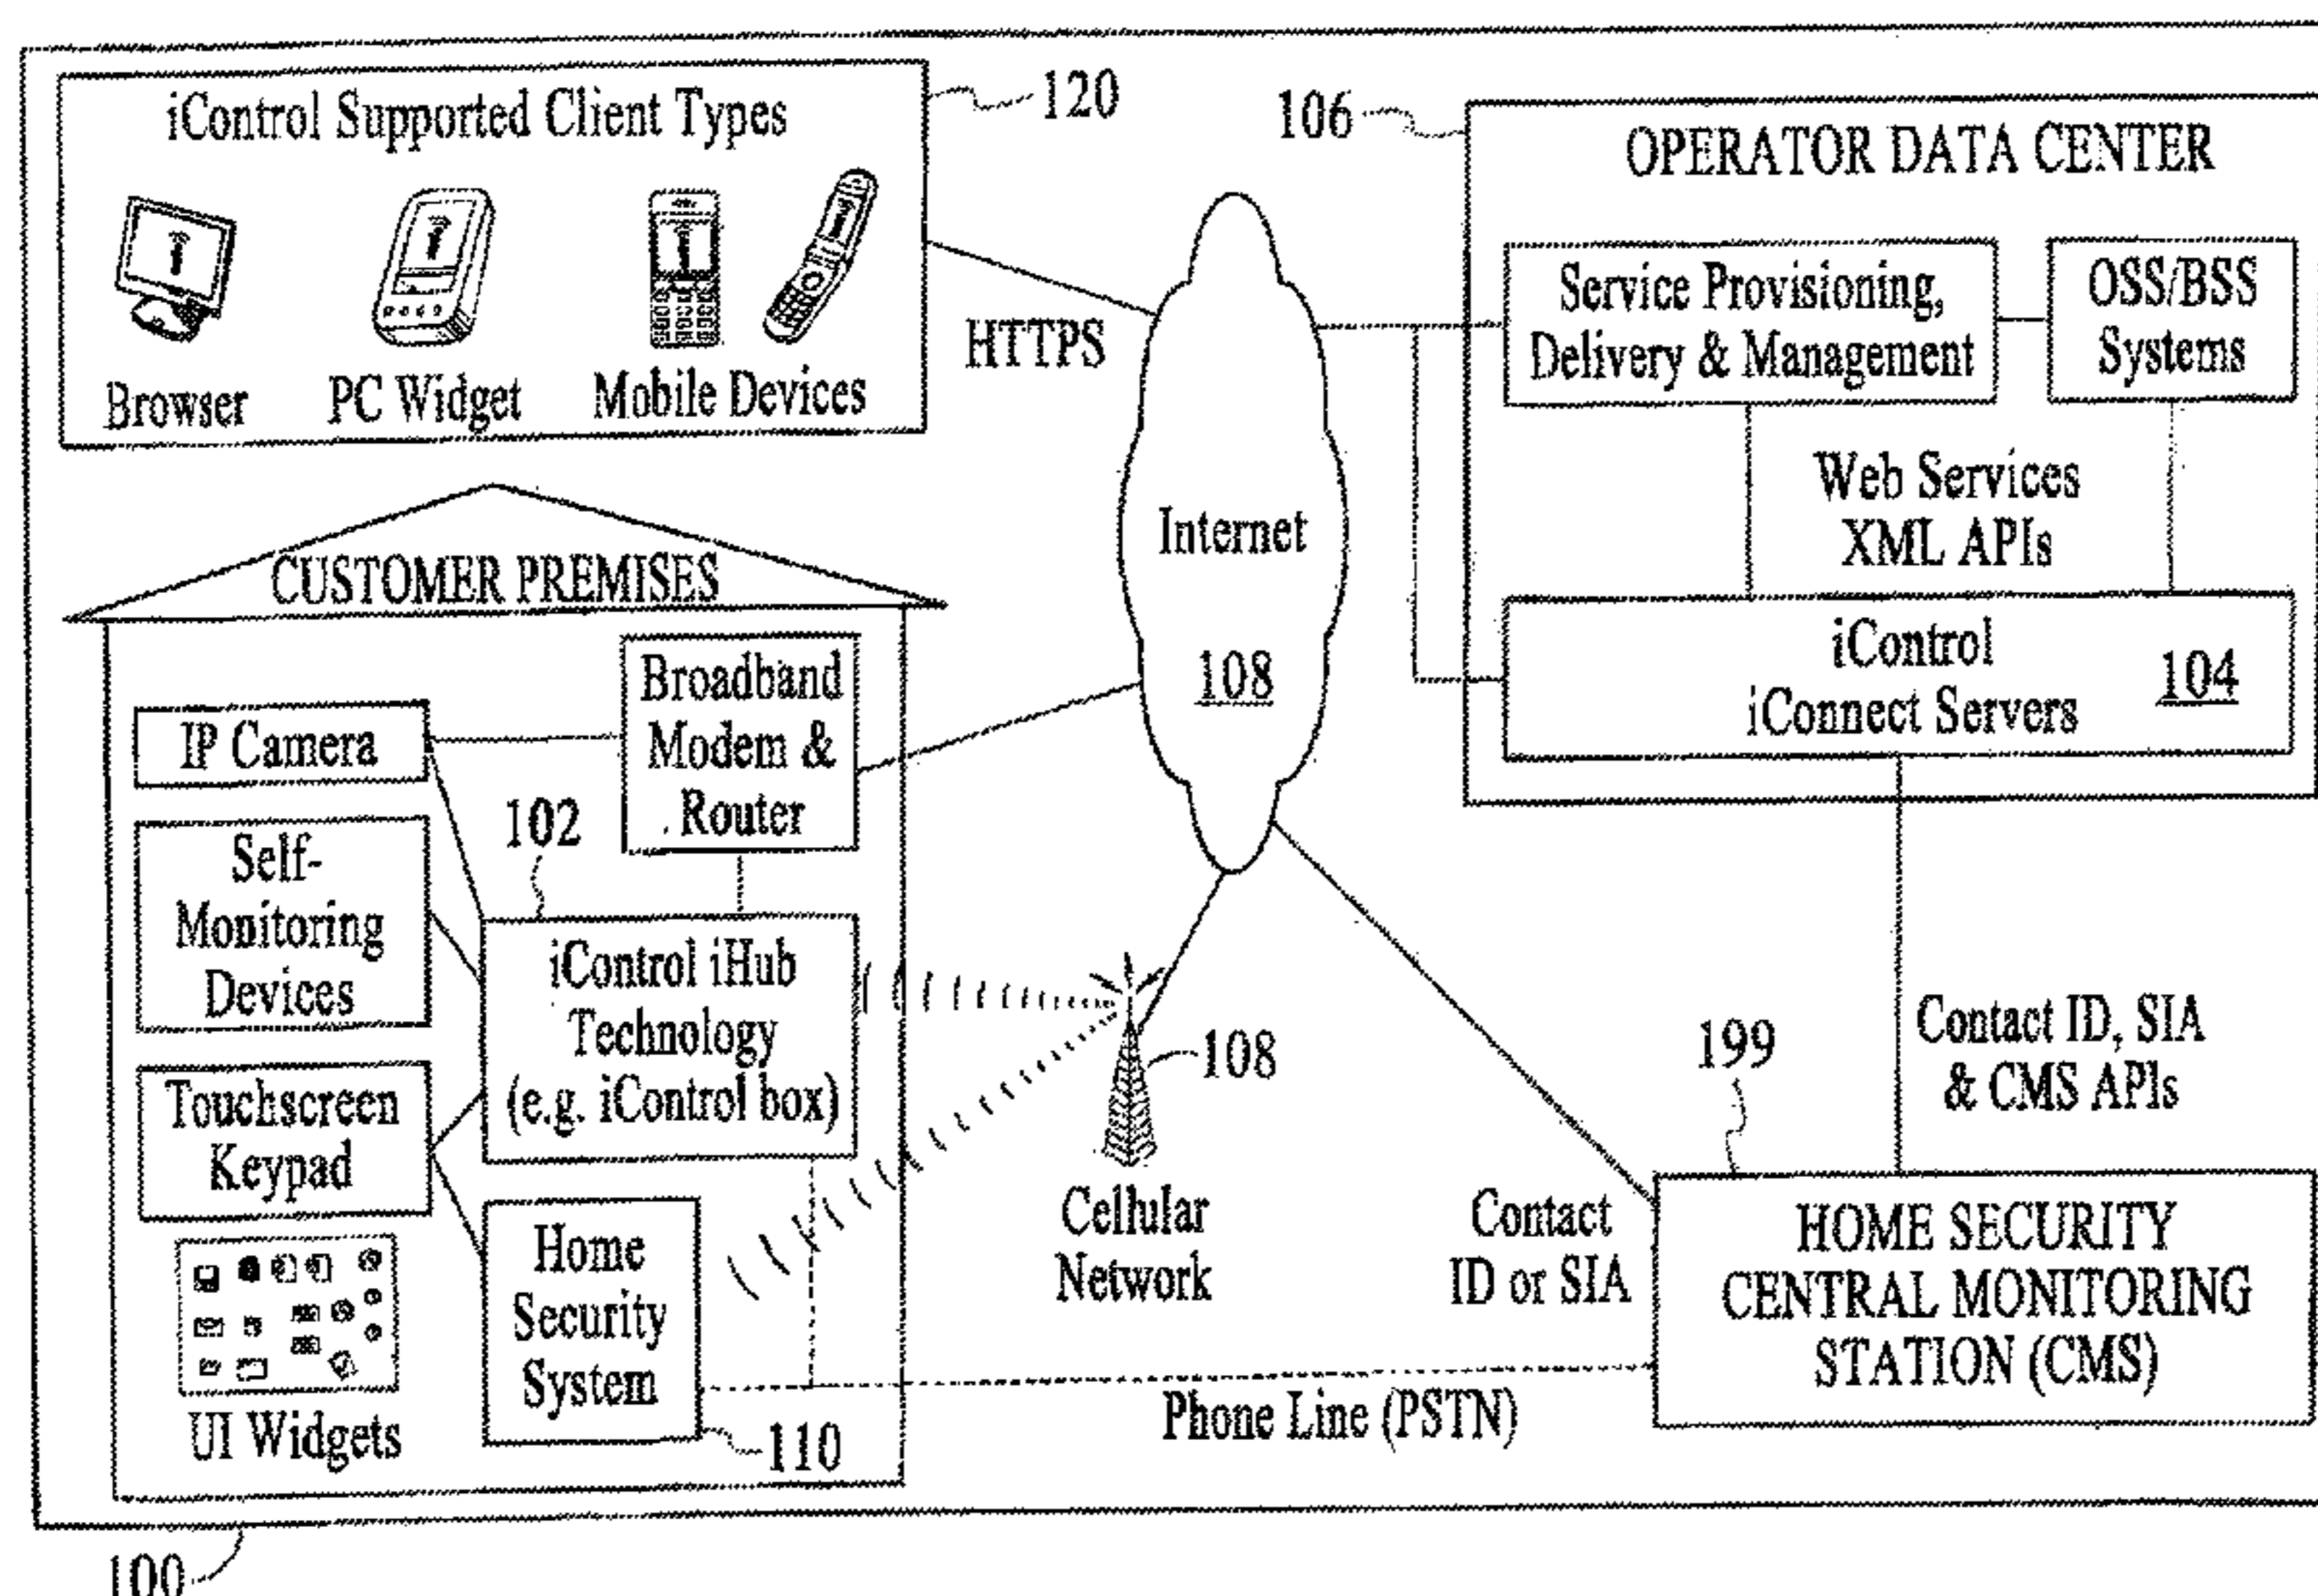 iControl Supported Client Types
120
Browser
PC Widget
Mobile Devices
HTTPS
106
OPERATOR DATA CENTER
Service Provisioning,
Delivery & Management
OSS/BSS
Systems
Web Services
XML APIs
iControl
iConnect Servers
104
Internet
108
CUSTOMER PREMISES
IP Camera
Broadband
Modem &
Router
102
Self-
Monitoring
Devices
iControl iHub
Technology
(e.g. iControl box)
Touchscreen
Keypad
Home
Security
System
110
UI Widgets
108
Cellular
Network
Contact
ID or SIA
Phone Line (PSTN)
199
Contact ID, SIA
& CMS APIs
HOME SECURITY
CENTRAL MONITORING
STATION (CMS)
100